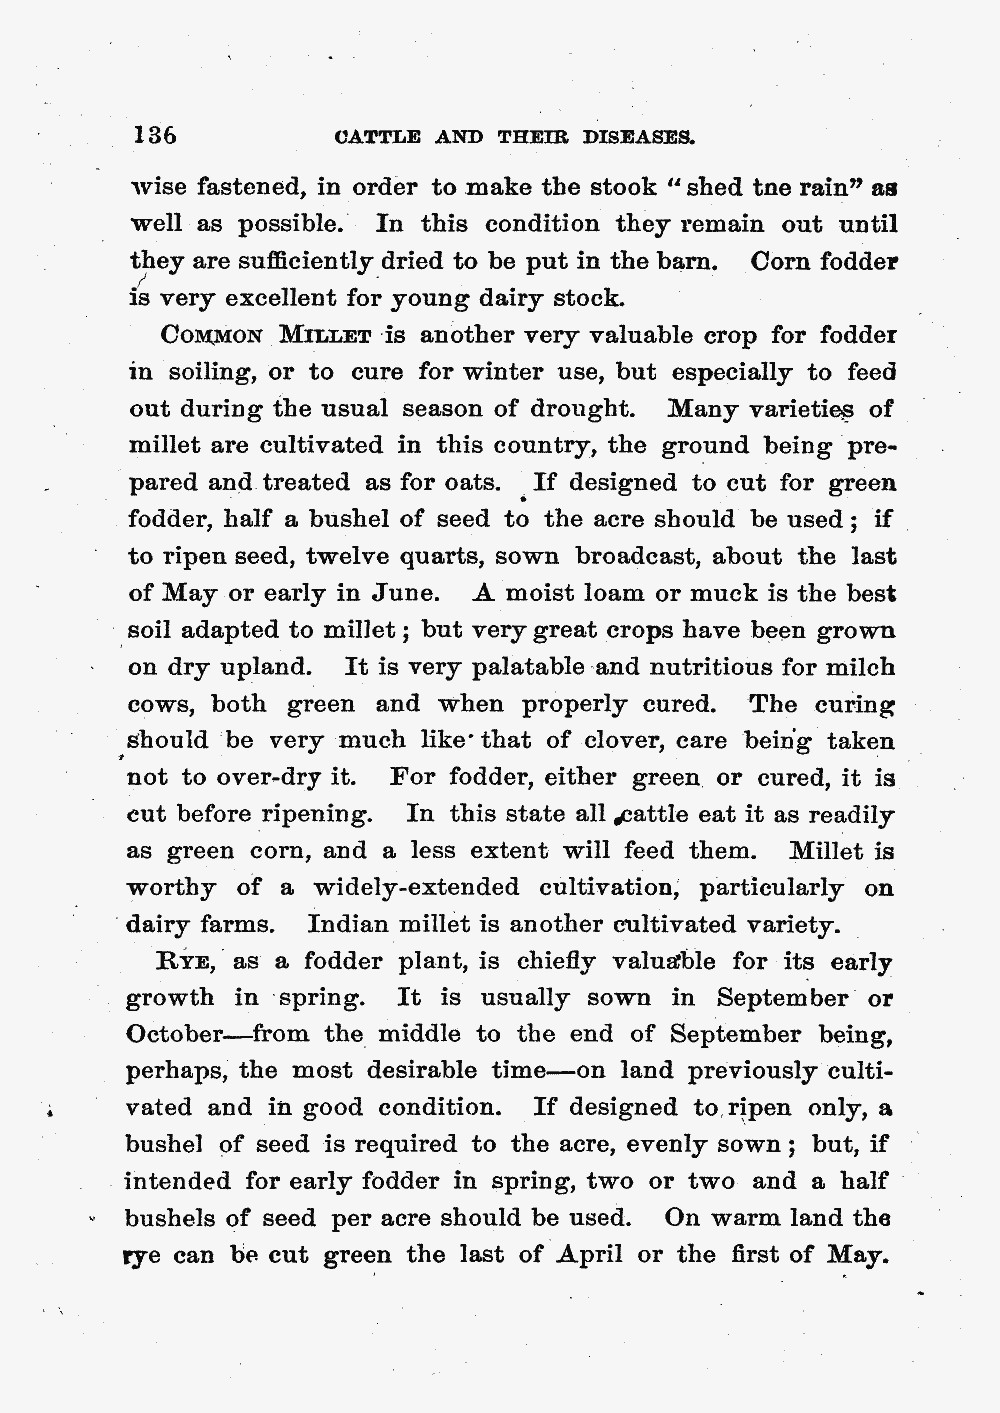 136 CATTLE AND THEIR DISEASES.
wise fastened, in order to make the stook “shed tne rain” as
well as possible. In this condition they remain out until
they are sufficiently dried to be put in the barn. Corn fodder
is very excellent for young dairy stock.
COMMON MILLET is another very valuable crop for fodder
in soiling, or to cure for winter use, but especially to feed
out during the usual season of drought. Many varieties of
millet are cultivated in this country, the ground being pre-
pared and treated as for oats. If designed to cut for green
fodder, half a bushel of seed to the acre should be used; if
to ripen seed, twelve quarts, sown broadcast, about the last
of May or early in June. A moist loam or muck is the best
soil adapted to millet; but very great crops have been grown
on dry upland. It is very palatable and nutritious for milch
cows, both green and when properly cured. The curing
should be very much like that of clover, care being taken
not to over-dry it. For fodder, either green or cured, it is
cut before ripening. In this state all cattle eat it as readily
as green corn, and a less extent will feed them. Millet is
worthy of a widely-extended cultivation, particularly on
dairy farms. Indian millet is another cultivated variety.
RYE, as a fodder plant, is chiefly valuable for its early
growth in spring. It is usually sown in September or
October—from the middle to the end of September being,
perhaps, the most desirable time—on land previously culti-
vated and in good condition. If designed to ripen only, a
bushel of seed is required to the acre, evenly sown; but, if
intended for early fodder in spring, two or two and a half
bushels of seed per acre should be used. On warm land the
rye can be cut green the last of April or the first of May.